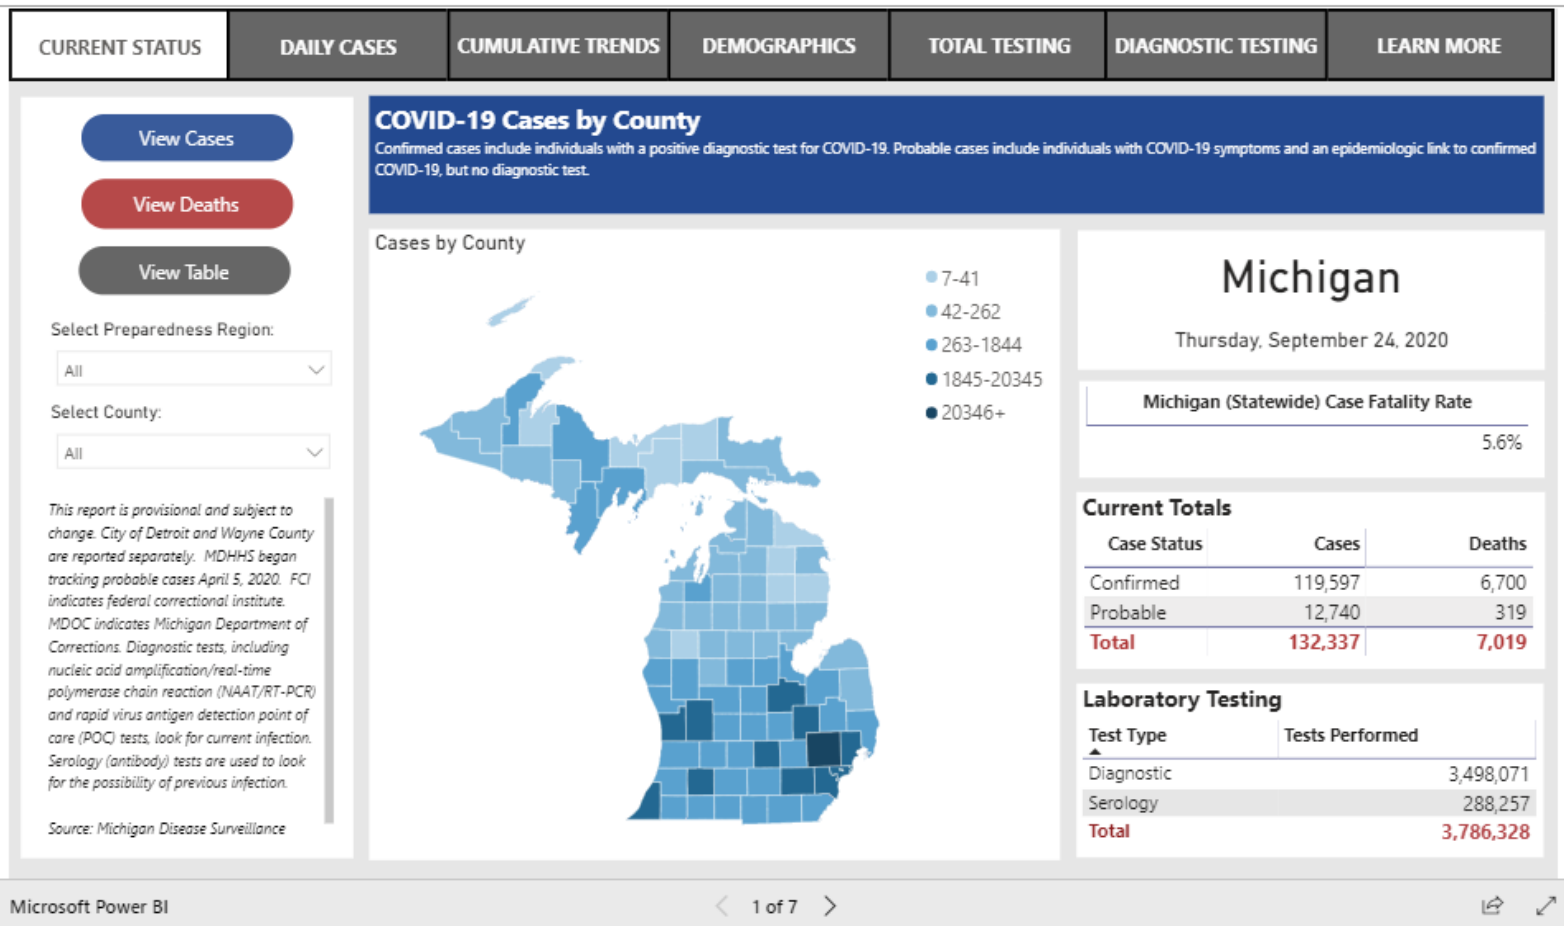 CURRENT STATUS
DAILY CASES
CUMULATIVE TRENDS
DEMOGRAPHICS
TOTAL TESTING
DIAGNOSTIC TESTING
LEARN MORE
View Cases
View Deaths
View Table
Select Preparedness Region:
All
Select County:
All
This report is provisional and subject to
change. City of Detroit and Wayne County
are reported separately. MDHHS began
tracking probable cases April 5, 2020. FCI
indicates federal correctional institute.
MDOC indicates Michigan Department of
Corrections. Diagnostic tests, including
nucleic acid amplification/real-time
polymerase chain reaction (NAAT/RT-PCR)
and rapid virus antigen detection point of
care (POC) tests, look for current infection.
Serology (antibody) tests are used to look
for the possibility of previous infection.
Source: Michigan Disease Surveillance
COVID-19 Cases by County
Confirmed cases include individuals with a positive diagnostic test for COVID-19. Probable cases include individuals with COVID-19 symptoms and an epidemiologic link to confirmed
COVID-19, but no diagnostic test.
Cases by County
7-41
42-262
263-1844
1845-20345
20346+
Michigan
Thursday, September 24, 2020
Michigan (Statewide) Case Fatality Rate
5.6%
Current Totals
Case Status Cases Deaths
Confirmed 119,597 6,700
Probable 12,740 319
Total 132,337 7,019
Laboratory Testing
Test Type Tests Performed
Diagnostic 3,498,071
Serology 288,257
Total 3,786,328
Microsoft Power BI
1 of 7